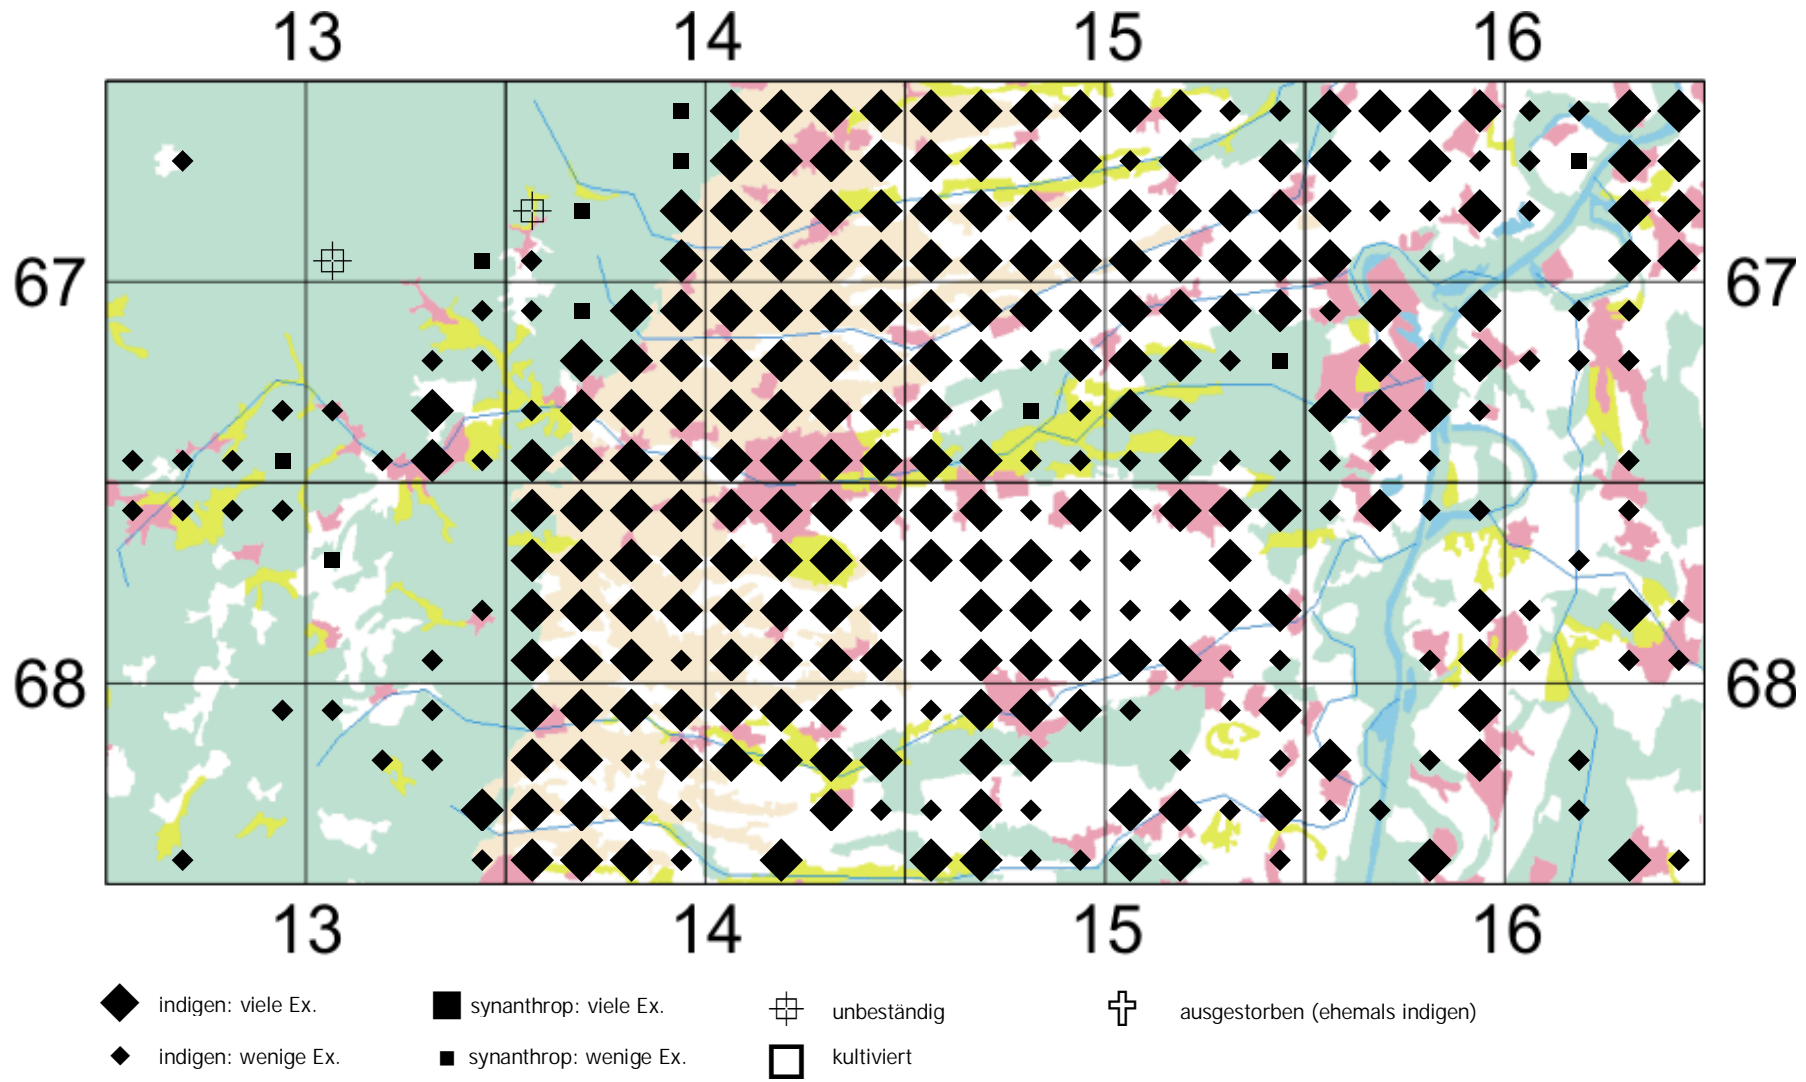 13 14 15 16
67 67
68 68
13 14 15 16
indigen: viele Ex. synanthrop: viele Ex. unbeständig ausgestorben (ehemals indigen)
indigen: wenige Ex. synanthrop: wenige Ex. kultiviert